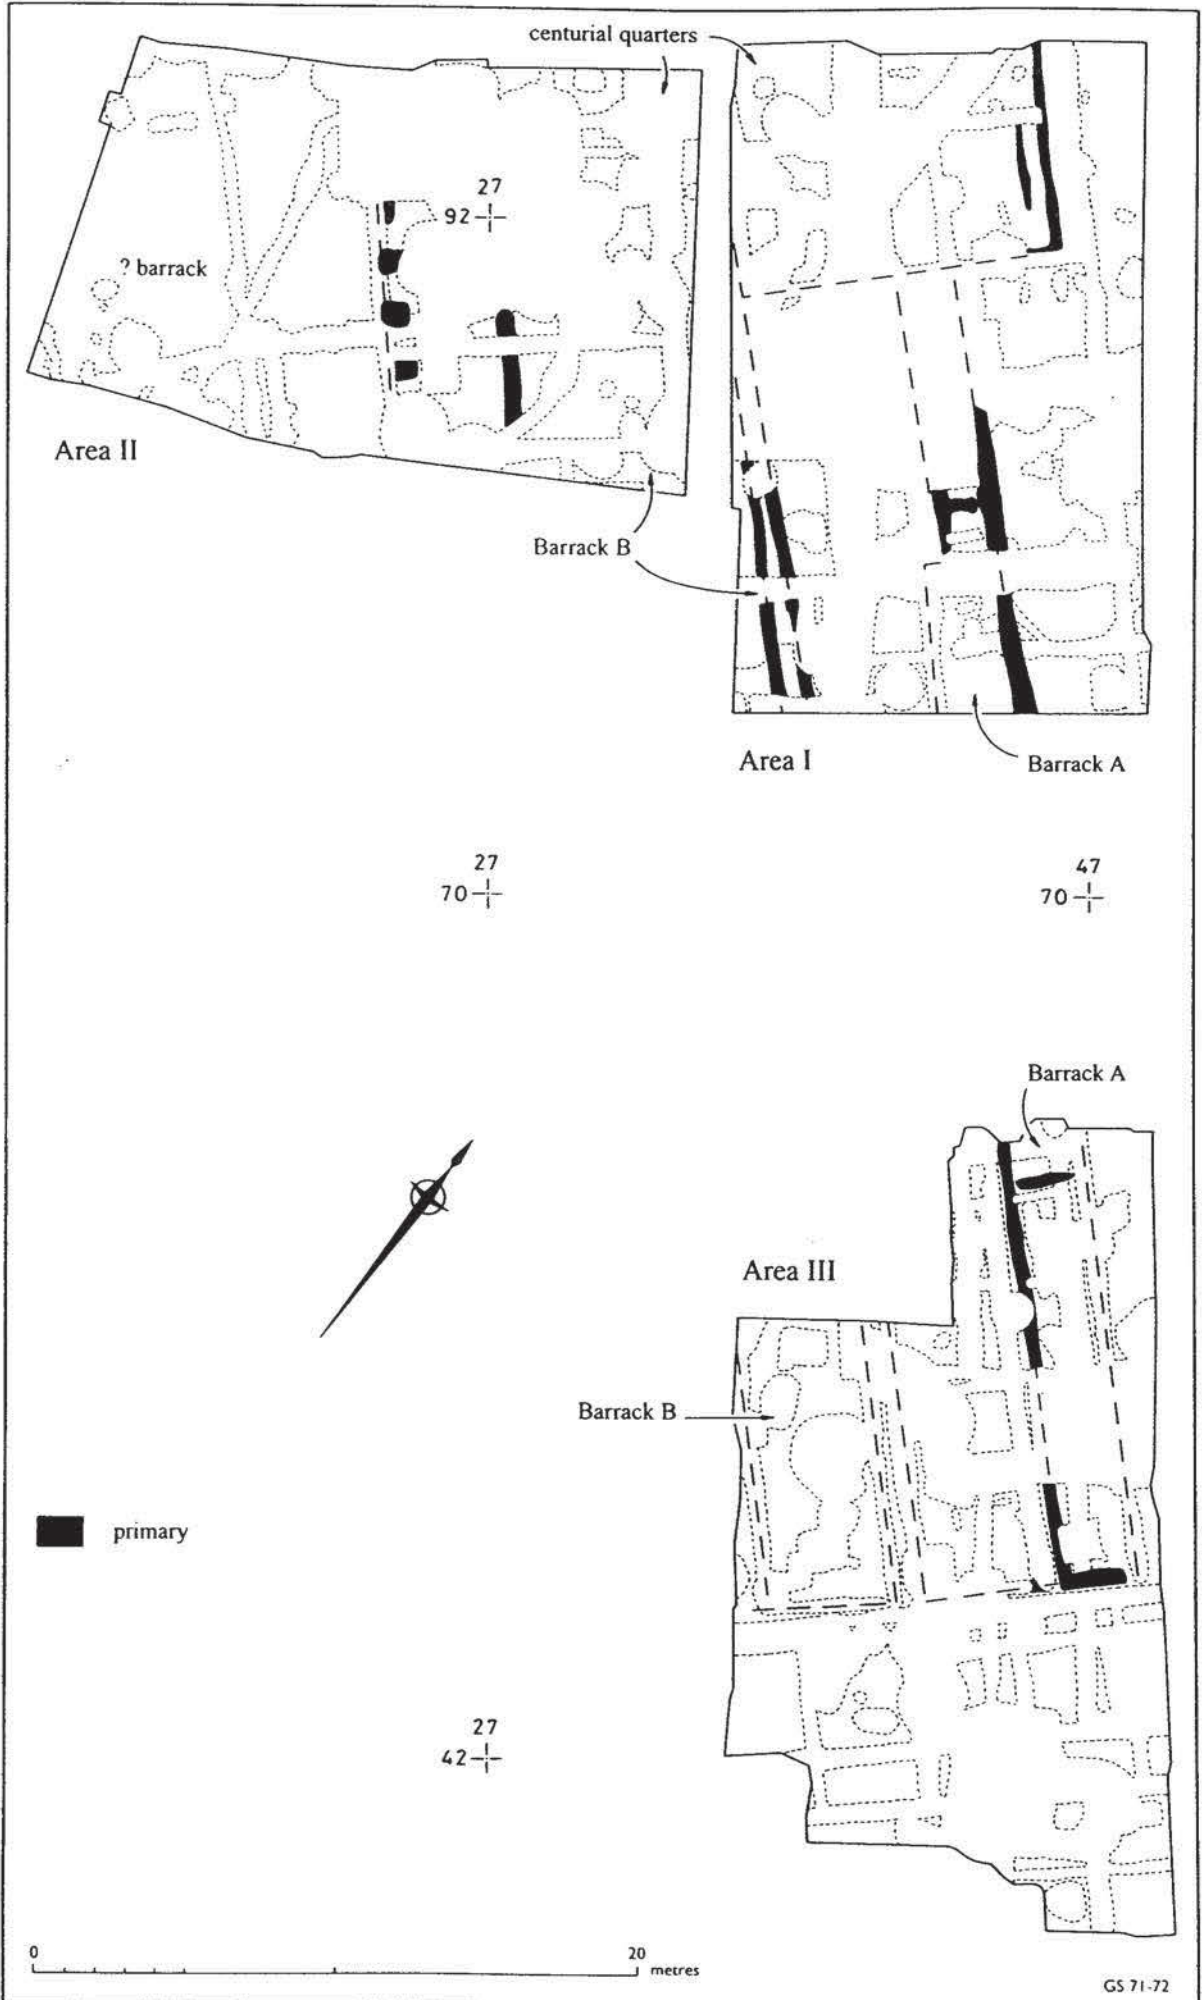 centurial quarters
27
92
? barrack
Area II
Barrack B
Area I
Barrack A
27
70
47
70
Barrack A
Area III
Barrack B
primary
27
42
0
20
metres
GS 71-72